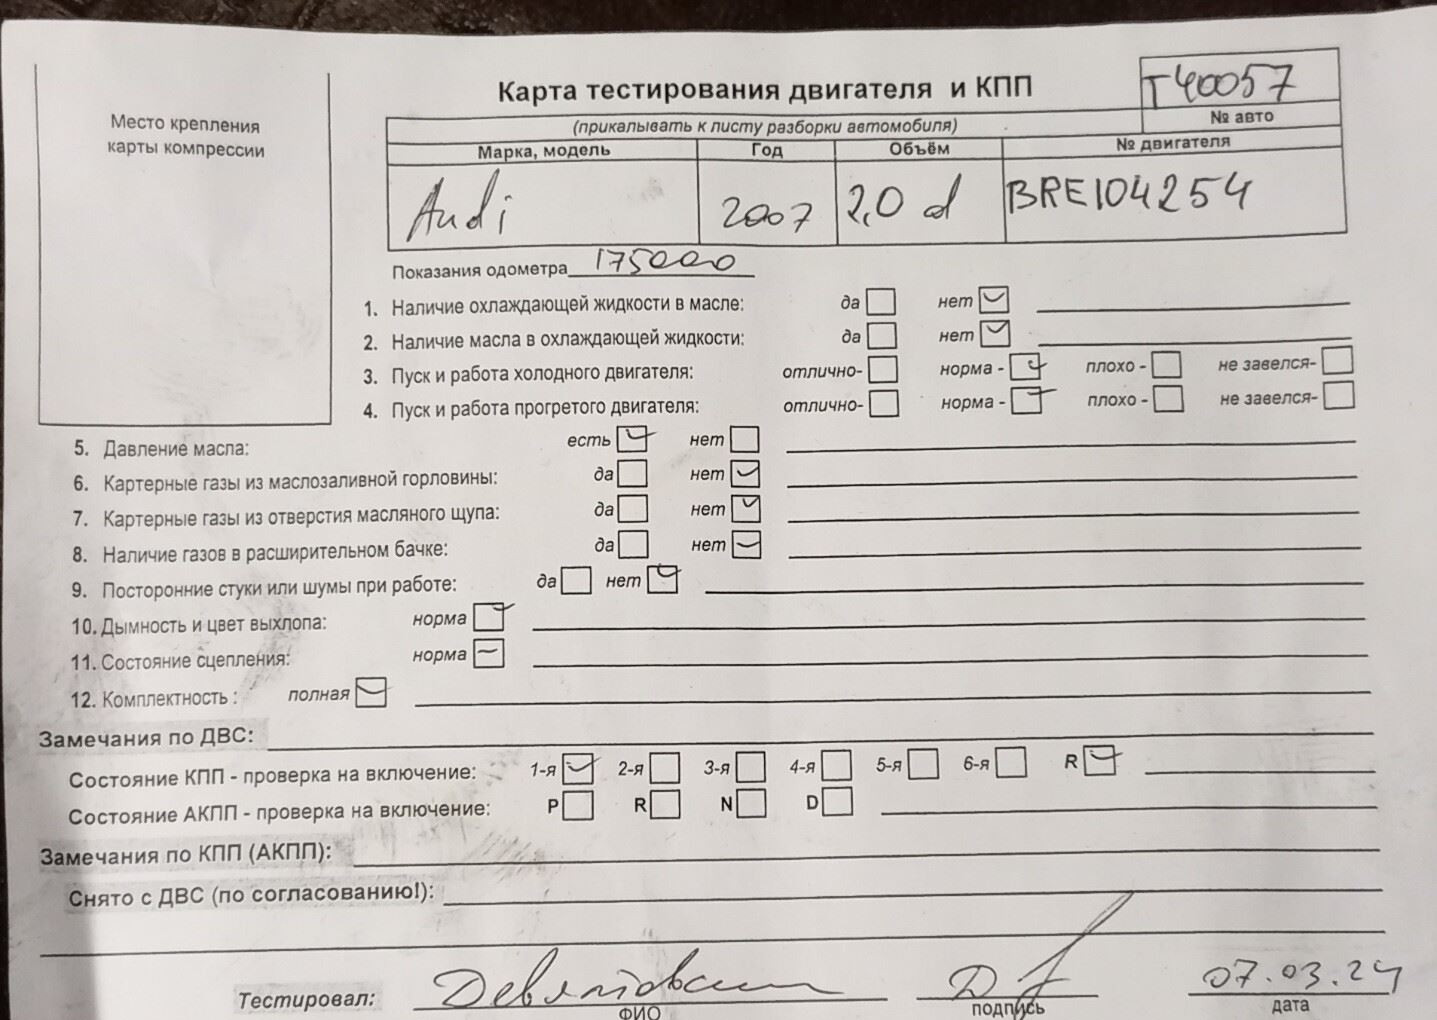 Место крепления
карты компрессии
Карта тестирования двигателя и КПП
T40057
(прикалывать к листу разборки автомобиля)
№ авто
Марка, модель Год Объём № двигателя
Audi 2007 2,0 d BRE104254
Показания одометра 175000
1. Наличие охлаждающей жидкости в масле: да нет
2. Наличие масла в охлаждающей жидкости: да нет
3. Пуск и работа холодного двигателя: отлично- норма - плохо - не завелся-
4. Пуск и работа прогретого двигателя: отлично- норма - плохо - не завелся-
5. Давление масла: есть нет
6. Картерные газы из маслозаливной горловины: да нет
7. Картерные газы из отверстия масляного щупа: да нет
8. Наличие газов в расширительном бачке: да нет
9. Посторонние стуки или шумы при работе: да нет
10. Дымность и цвет выхлопа: норма
11. Состояние сцепления: норма
12. Комплектность : полная
Замечания по ДВС:
Состояние КПП - проверка на включение: 1-я 2-я 3-я 4-я 5-я 6-я R
Состояние АКПП - проверка на включение: P R N D
Замечания по КПП (АКПП):
Снято с ДВС (по согласованию!):
Тестировал: 07.03.24
ФИО подпись дата